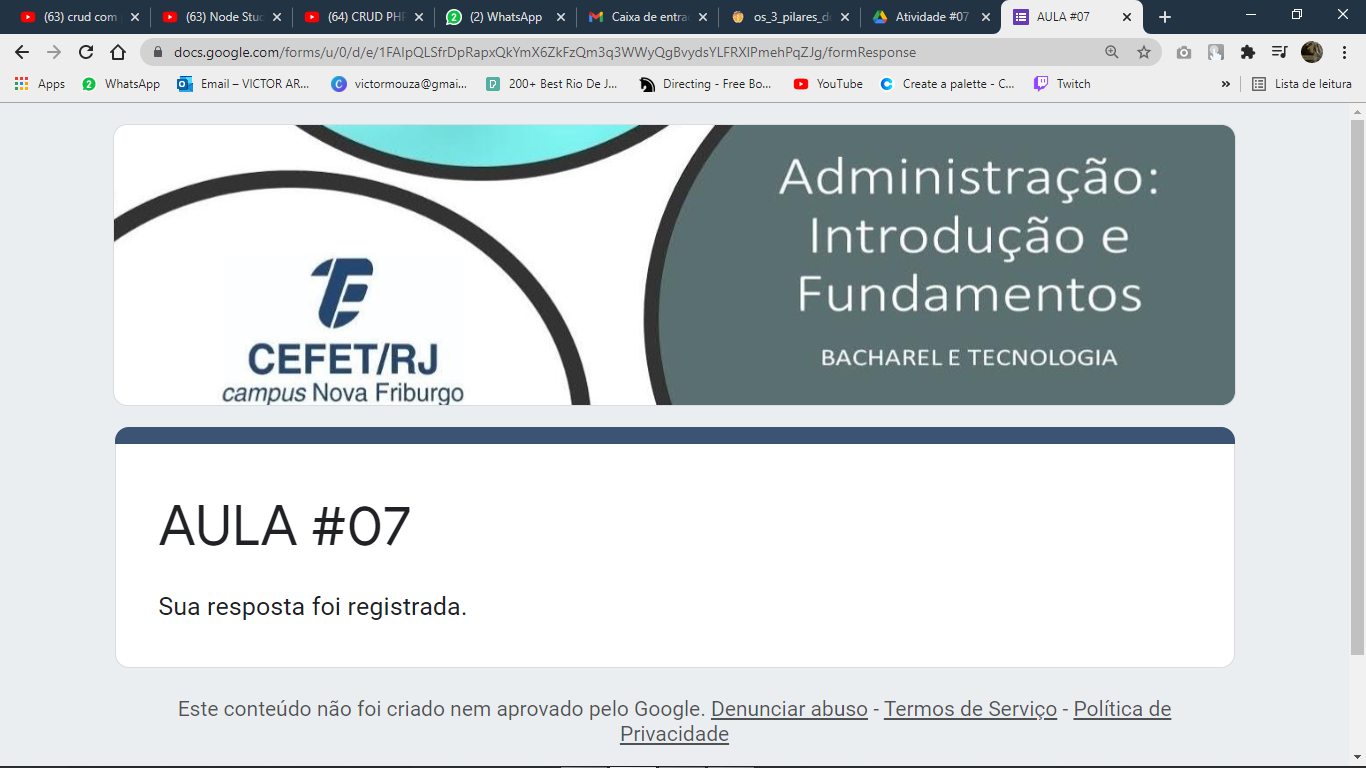 (63) crud com
(63) Node Stud
(64) CRUD PHP
(2) WhatsApp
Caixa de entra
os_3_pilares_d
Atividade #07
AULA #07
docs.google.com/forms/u/0/d/e/1FAIpQLSfrDpRapxQkYmX6ZkFzQm3q3WWyQgBvydsYLFRXIPmehPqZJg/formResponse
Apps
WhatsApp
Email – VICTOR AR...
victormouza@gmai...
200+ Best Rio De J...
Directing - Free Bo...
YouTube
Create a palette - C...
Twitch
»
Lista de leitura
Administração:
Introdução e
Fundamentos
BACHAREL E TECNOLOGIA
CEFET/RJ
campus Nova Friburgo
AULA #07
Sua resposta foi registrada.
Este conteúdo não foi criado nem aprovado pelo Google. Denunciar abuso - Termos de Serviço - Política de
Privacidade